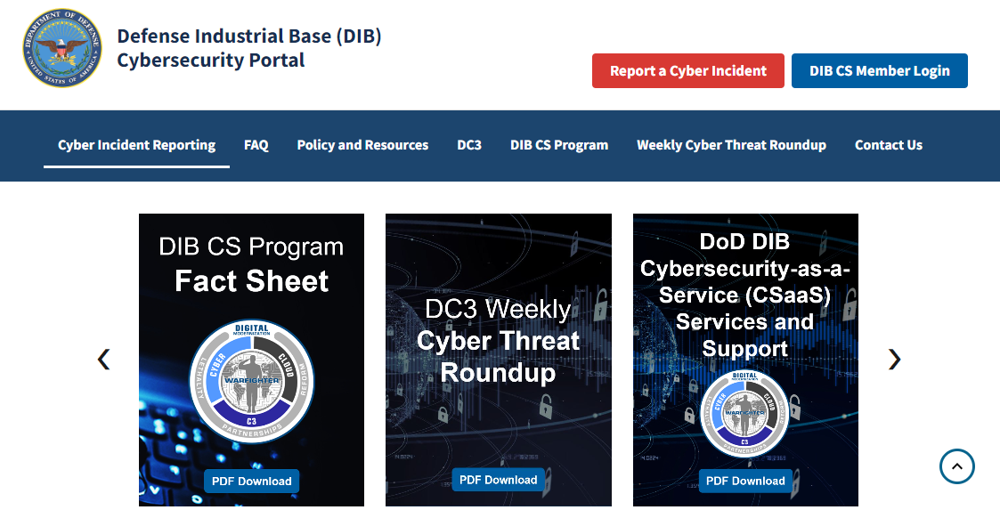 DEPARTMENT OF DEFENSE
UNITED STATES OF AMERICA
Defense Industrial Base (DIB)
Cybersecurity Portal
Report a Cyber Incident
DIB CS Member Login
Cyber Incident Reporting
FAQ
Policy and Resources
DC3
DIB CS Program
Weekly Cyber Threat Roundup
Contact Us
DIB CS Program
Fact Sheet
DIGITAL
MODERNIZATION
CYBER
CLOUD
LETHALITY
REFORM
WARFIGHTER
C3
PARTNERSHIPS
PDF Download
DC3 Weekly
Cyber Threat
Roundup
PDF Download
DoD DIB
Cybersecurity-as-a-
Service (CSaaS)
Services and
Support
DIGITAL
MODERNIZATION
CYBER
CLOUD
WARFIGHTER
C3
PARTNERSHIPS
PDF Download